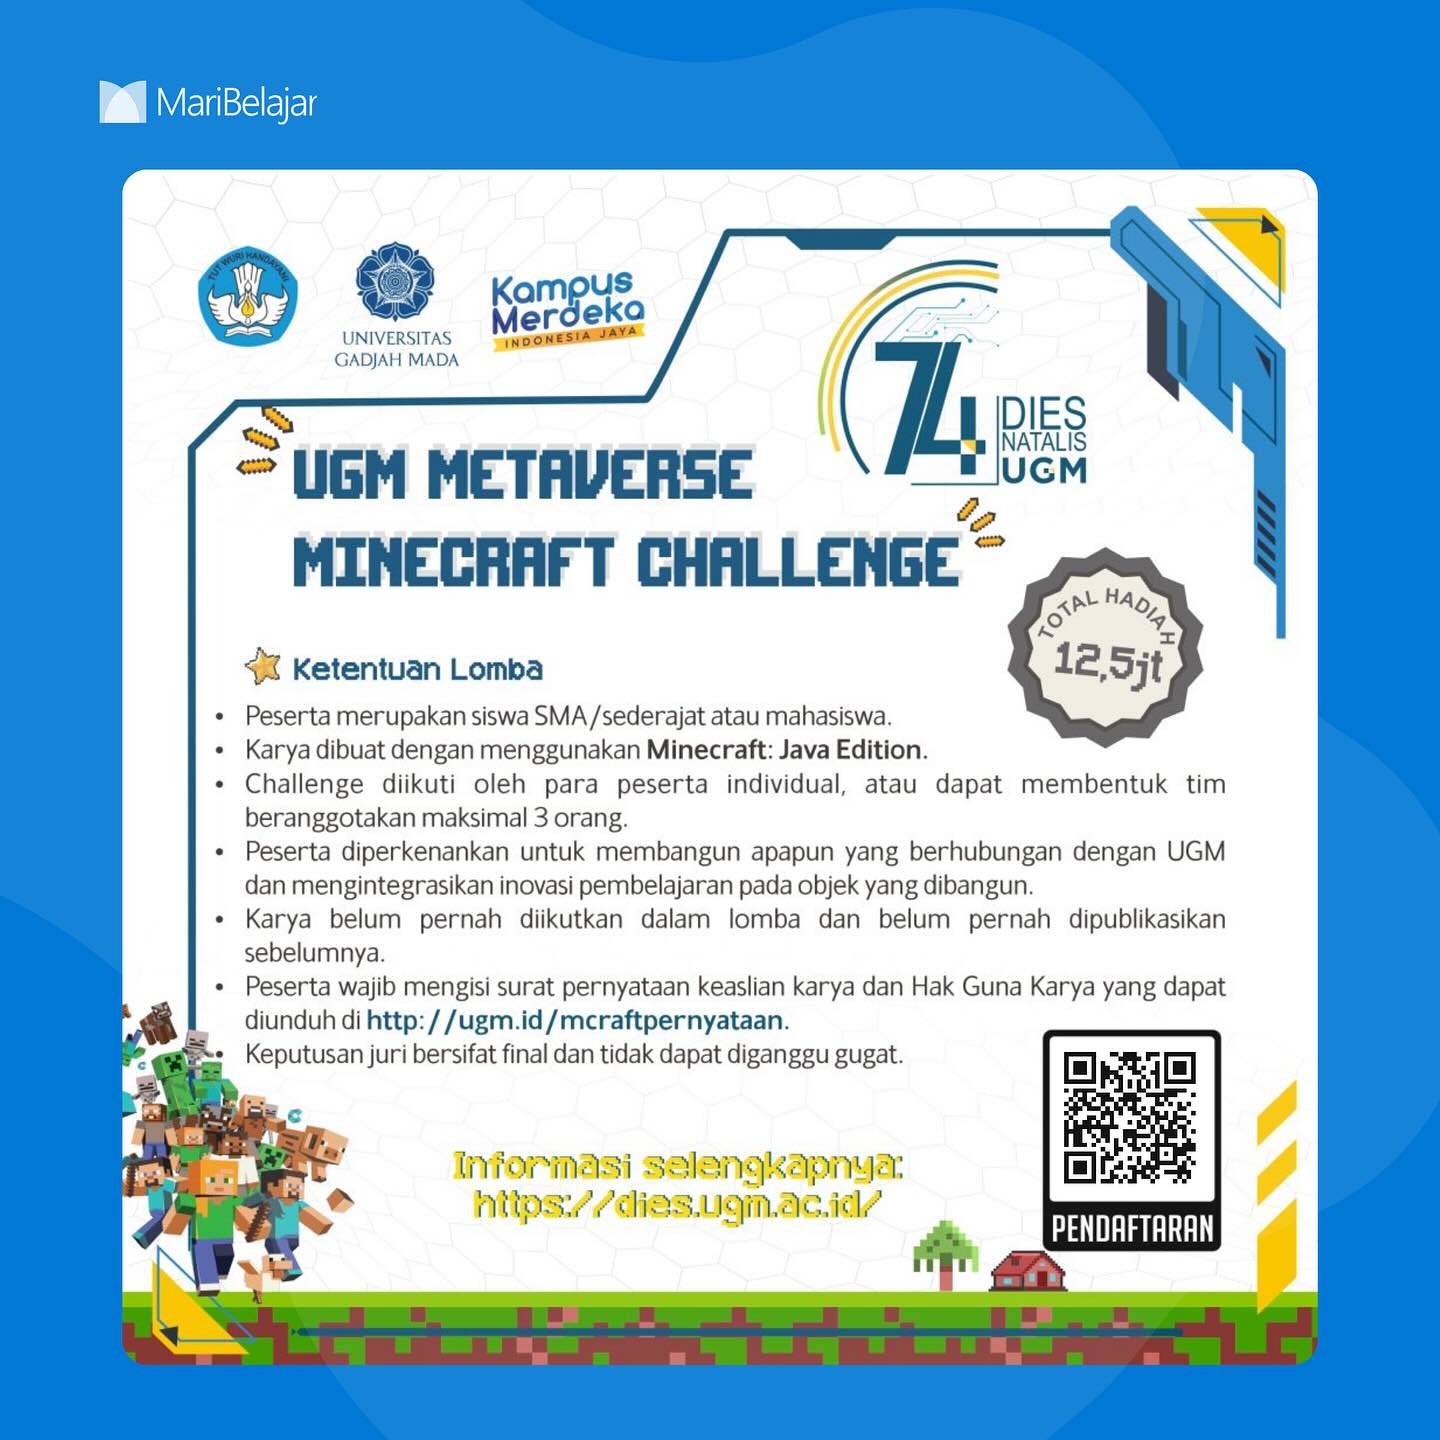 MariBelajar
TUT WURI HANDAYANI
UNIVERSITAS
GADJAH MADA
Kampus
Merdeka
INDONESIA JAYA
74
DIES
NATALIS
UGM
UGM METAVERSE
MINECRAFT CHALLENGE
TOTAL HADIAH
12,5jt
Ketentuan Lomba
• Peserta merupakan siswa SMA/sederajat atau mahasiswa.
• Karya dibuat dengan menggunakan Minecraft: Java Edition.
• Challenge diikuti oleh para peserta individual, atau dapat membentuk tim
beranggotakan maksimal 3 orang.
• Peserta diperkenankan untuk membangun apapun yang berhubungan dengan UGM
dan mengintegrasikan inovasi pembelajaran pada objek yang dibangun.
• Karya belum pernah diikutkan dalam lomba dan belum pernah dipublikasikan
sebelumnya.
• Peserta wajib mengisi surat pernyataan keaslian karya dan Hak Guna Karya yang dapat
diunduh di http://ugm.id/mcraftpernyataan.
• Keputusan juri bersifat final dan tidak dapat diganggu gugat.
Informasi selengkapnya:
https://dies.ugm.ac.id/
PENDAFTARAN